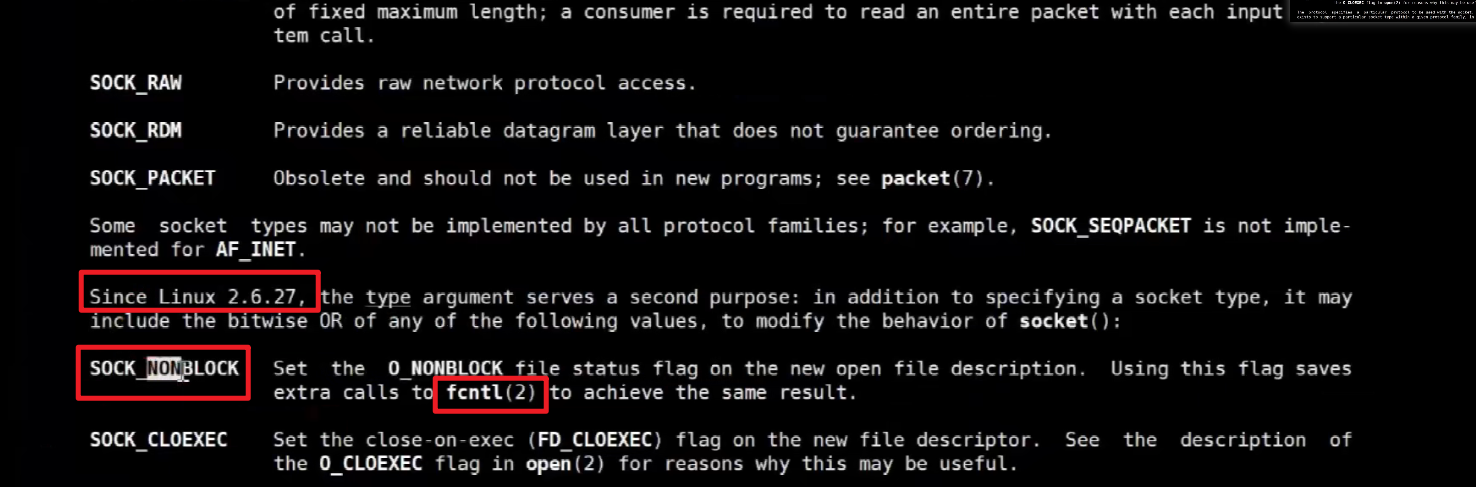 of fixed maximum length; a consumer is required to read an entire packet with each input
tem call.
SOCK_RAW Provides raw network protocol access.
SOCK_RDM Provides a reliable datagram layer that does not guarantee ordering.
SOCK_PACKET Obsolete and should not be used in new programs; see packet(7).
Some socket types may not be implemented by all protocol families; for example, SOCK_SEQPACKET is not imple-
mented for AF_INET.
Since Linux 2.6.27, the type argument serves a second purpose: in addition to specifying a socket type, it may
include the bitwise OR of any of the following values, to modify the behavior of socket():
SOCK_NONBLOCK Set the O_NONBLOCK file status flag on the new open file description. Using this flag saves
extra calls to fcntl(2) to achieve the same result.
SOCK_CLOEXEC Set the close-on-exec (FD_CLOEXEC) flag on the new file descriptor. See the description of
the O_CLOEXEC flag in open(2) for reasons why this may be useful.